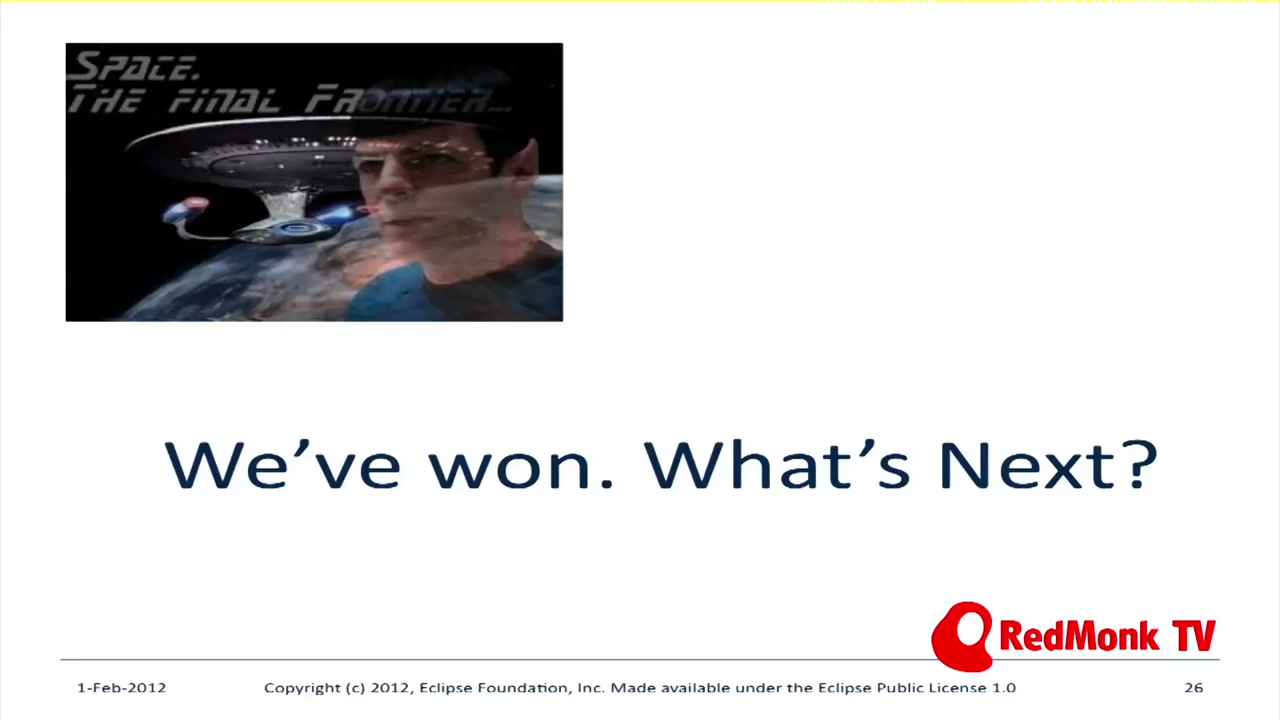 Space.
The Final Frontier...
We've won. What's Next?
RedMonk TV
1-Feb-2012 Copyright (c) 2012, Eclipse Foundation, Inc. Made available under the Eclipse Public License 1.0 26